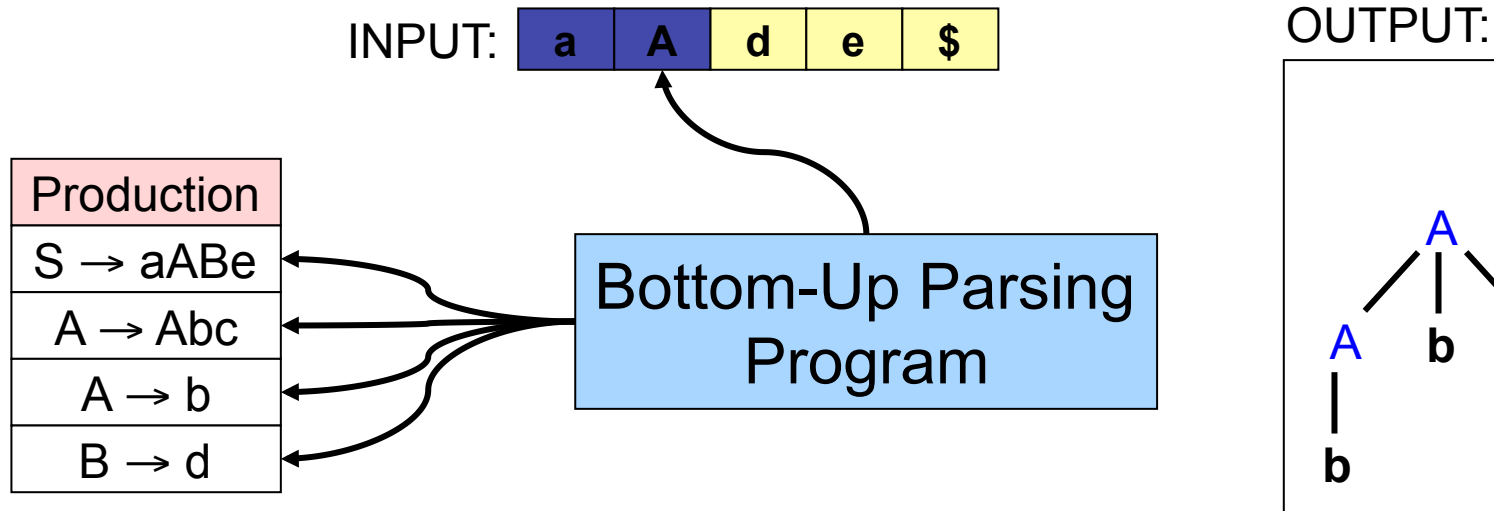 INPUT: a A d e $
OUTPUT:
Production
S → aABe
A → Abc
A → b
B → d
Bottom-Up Parsing
Program
A
A b
b